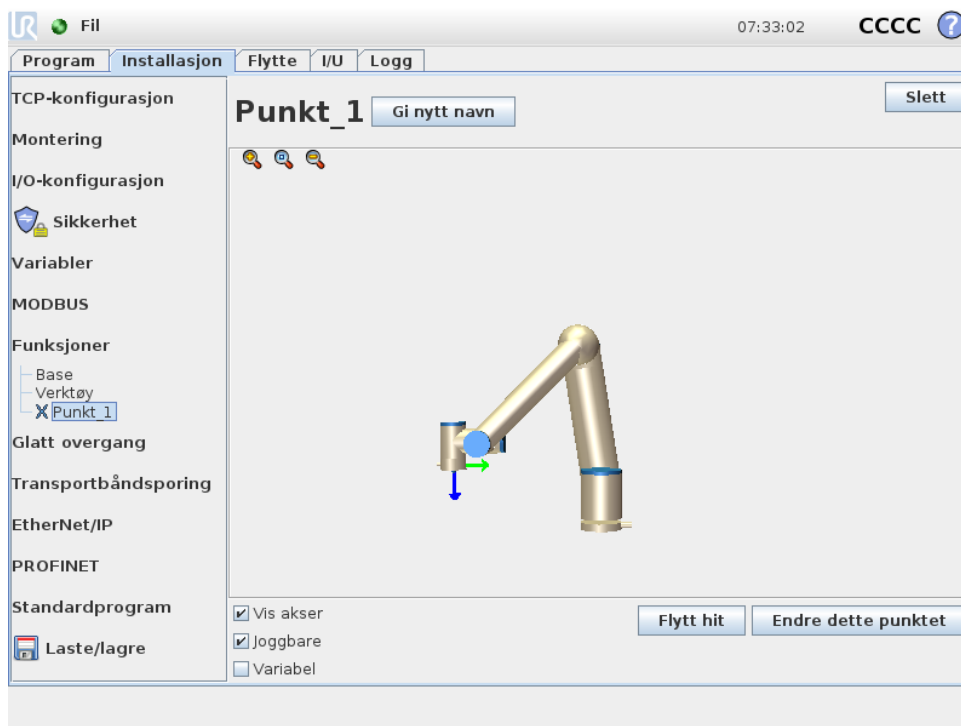 UR Fil 07:33:02 CCCC ?
Program Installasjon Flytte I/U Logg
TCP-konfigurasjon
Montering
I/O-konfigurasjon
Sikkerhet
Variabler
MODBUS
Funksjoner
Base
Verktøy
Punkt_1
Glatt overgang
Transportbåndsporing
EtherNet/IP
PROFINET
Standardprogram
Laste/lagre
Punkt_1 Gi nytt navn Slett
Vis akser
Joggbare
Variabel
Flytt hit Endre dette punktet